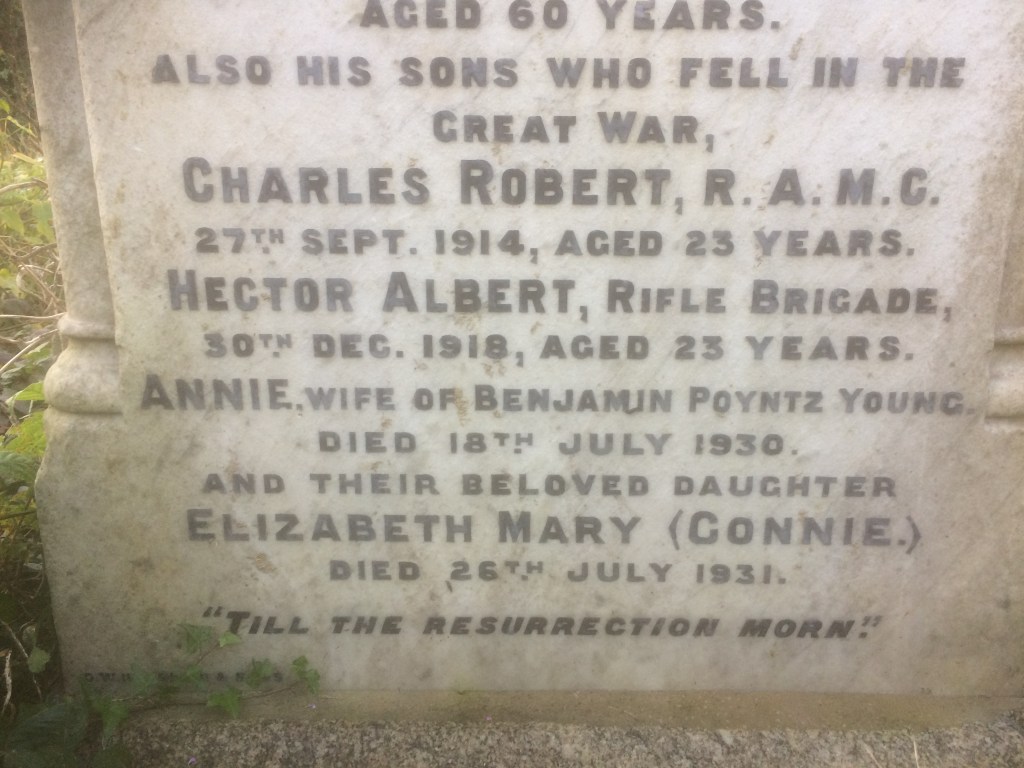 AGED 60 YEARS.
ALSO HIS SONS WHO FELL IN THE
GREAT WAR,
CHARLES ROBERT, R.A.M.C.
27TH SEPT. 1914, AGED 23 YEARS.
HECTOR ALBERT, RIFLE BRIGADE,
30TH DEC. 1918, AGED 23 YEARS.
ANNIE, WIFE OF BENJAMIN POYNTZ YOUNG.
DIED 18TH JULY 1930.
AND THEIR BELOVED DAUGHTER
ELIZABETH MARY (CONNIE.)
DIED 26TH JULY 1931.
"TILL THE RESURRECTION MORN."